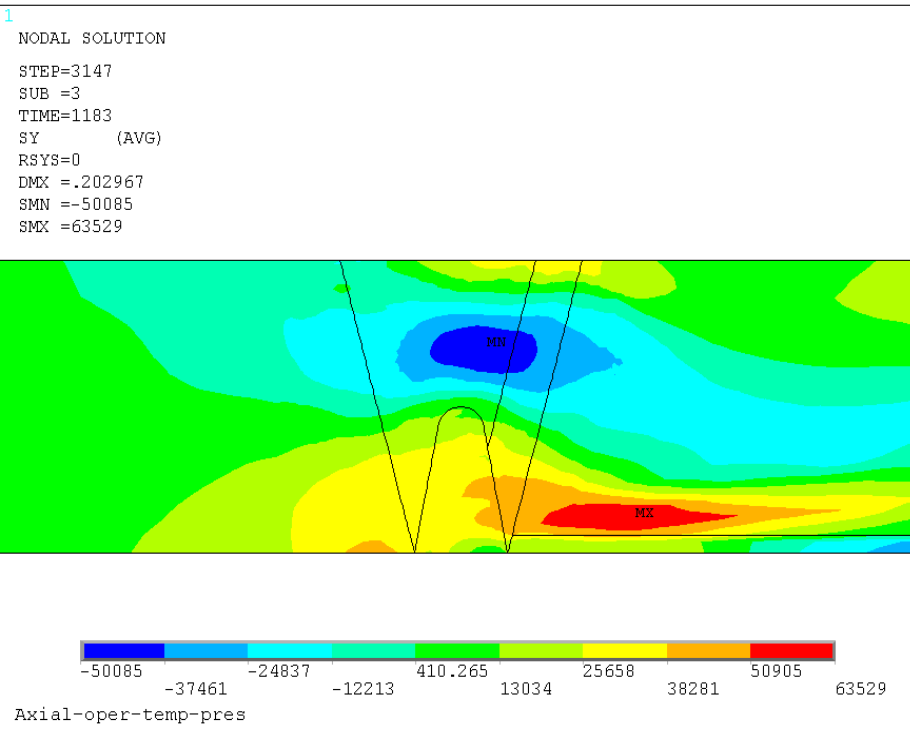 1
NODAL SOLUTION
STEP=3147
SUB =3
TIME=1183
SY (AVG)
RSYS=0
DMX =.202967
SMN =-50085
SMX =63529
MN
MX
-50085 -24837 410.265 25658 50905
-37461 -12213 13034 38281 63529
Axial-oper-temp-pres